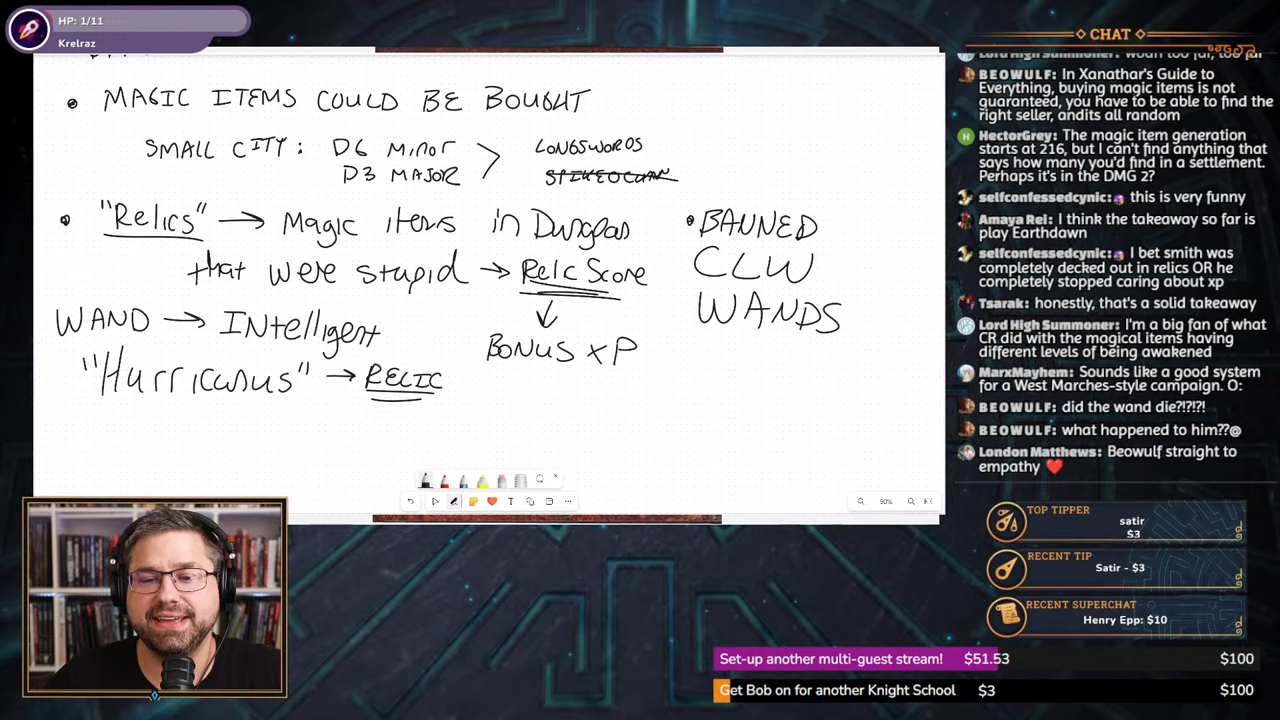 HP: 1/11
Krelraz
• MAGIC ITEMS COULD BE BOUGHT
SMALL CITY: D6 MINOR > LONGSWORDS
D3 MAJOR
• "Relics" → Magic items in Dungeon
that were stupid → Relc Score
↓
BONUS XP
WAND → INtelligent
"Hurricanus" → RELIC
• BANNED
CLW
WANDS
90%
CHAT
Lord High Summoner: woah too far, too far
BEOWULF: In Xanathar's Guide to
Everything, buying magic items is not
guaranteed, you have to be able to find the
right seller, andits all random
HectorGrey: The magic item generation
starts at 216, but I can't find anything that
says how many you'd find in a settlement.
Perhaps it's in the DMG 2?
selfconfessedcynic: this is very funny
Amaya Rei: I think the takeaway so far is
play Earthdawn
selfconfessedcynic: I bet smith was
completely decked out in relics OR he
completely stopped caring about xp
Tsarak: honestly, that's a solid takeaway
Lord High Summoner: I'm a big fan of what
CR did with the magical items having
different levels of being awakened
MarxMayhem: Sounds like a good system
for a West Marches-style campaign. O:
BEOWULF: did the wand die?!?!?!
BEOWULF: what happened to him??@
London Matthews: Beowulf straight to
empathy ❤️
TOP TIPPER
satir
$3
RECENT TIP
Satir - $3
RECENT SUPERCHAT
Henry Epp: $10
Set-up another multi-guest stream! $51.53 $100
Get Bob on for another Knight School $3 $100